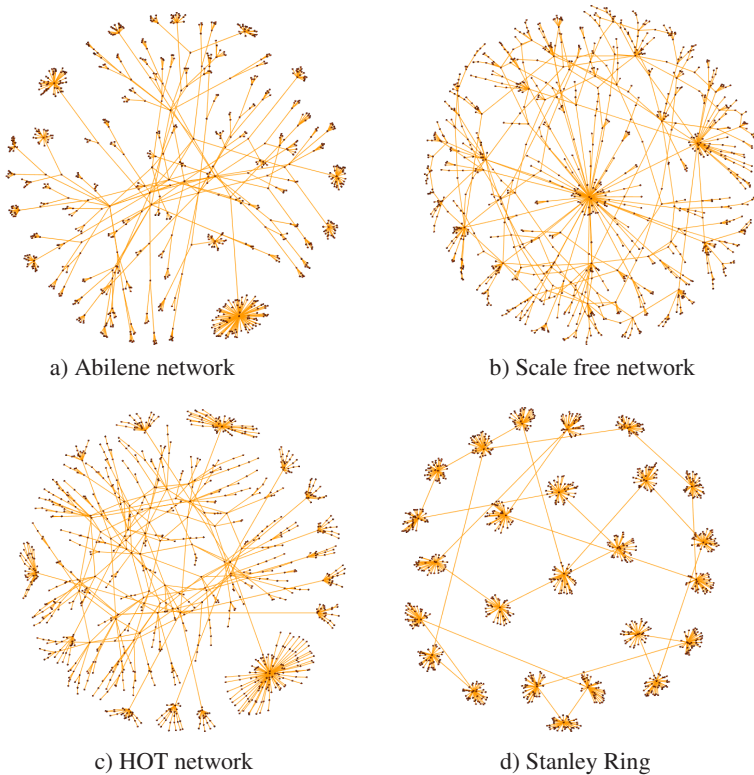 a) Abilene network
b) Scale free network
c) HOT network
d) Stanley Ring